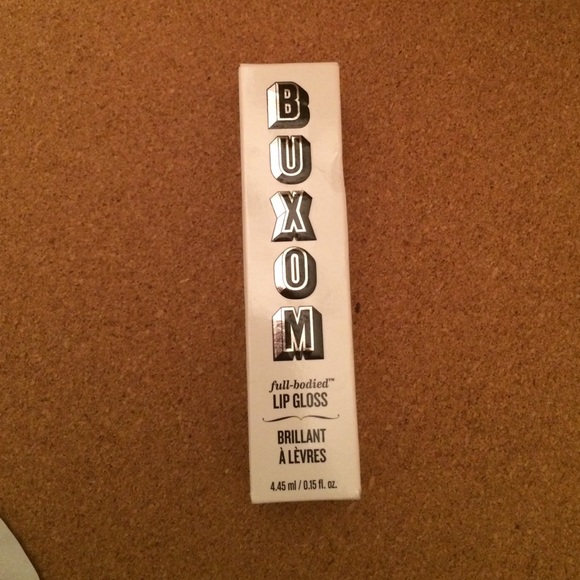 BUXOM
full-bodied™
LIP GLOSS
BRILLANT
À LÈVRES
4.45 ml / 0.15 fl. oz.